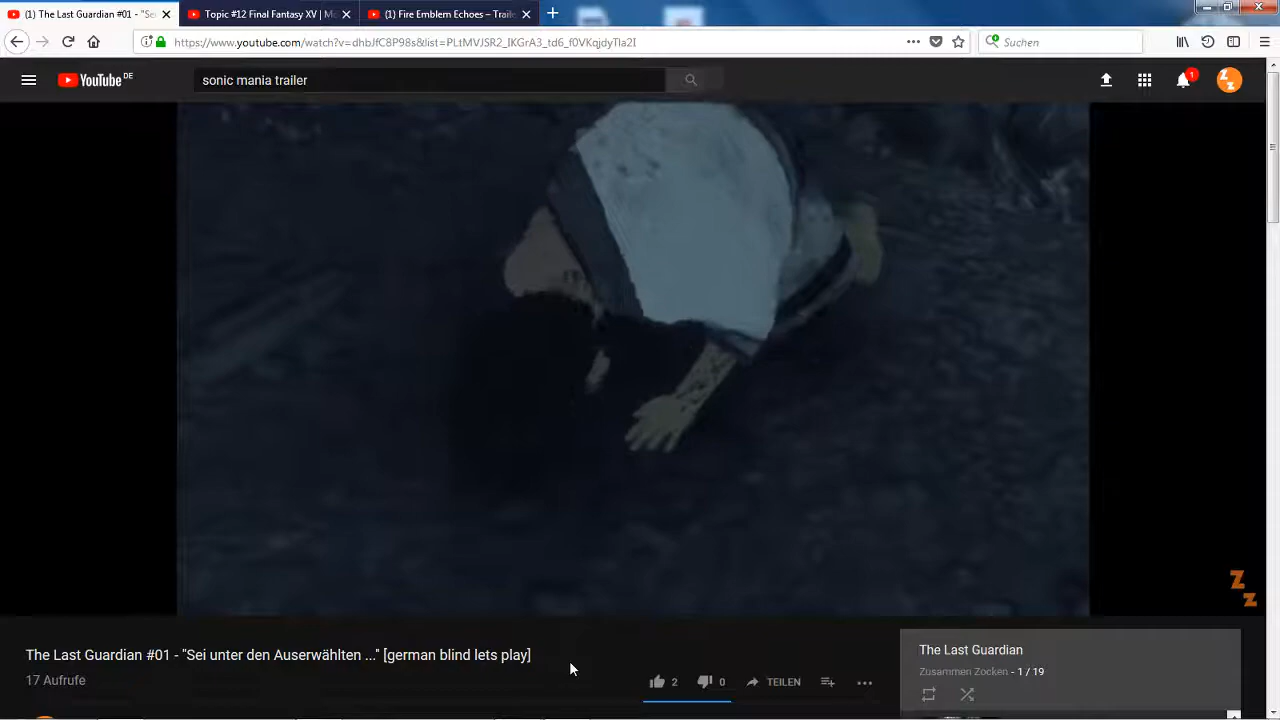 (1) The Last Guardian #01 - "Se
Topic #12 Final Fantasy XV | Me
(1) Fire Emblem Echoes – Traile
https://www.youtube.com/watch?v=dhbJfC8P98s&list=PLtMVJSR2_IKGrA3_td6_f0VKqjdyTla2I
Suchen
YouTube DE
sonic mania trailer
1
Z
Z
Z
Z
The Last Guardian #01 - "Sei unter den Auserwählten ..." [german blind lets play]
17 Aufrufe
2
0
TEILEN
The Last Guardian
Zusammen Zocken - 1 / 19